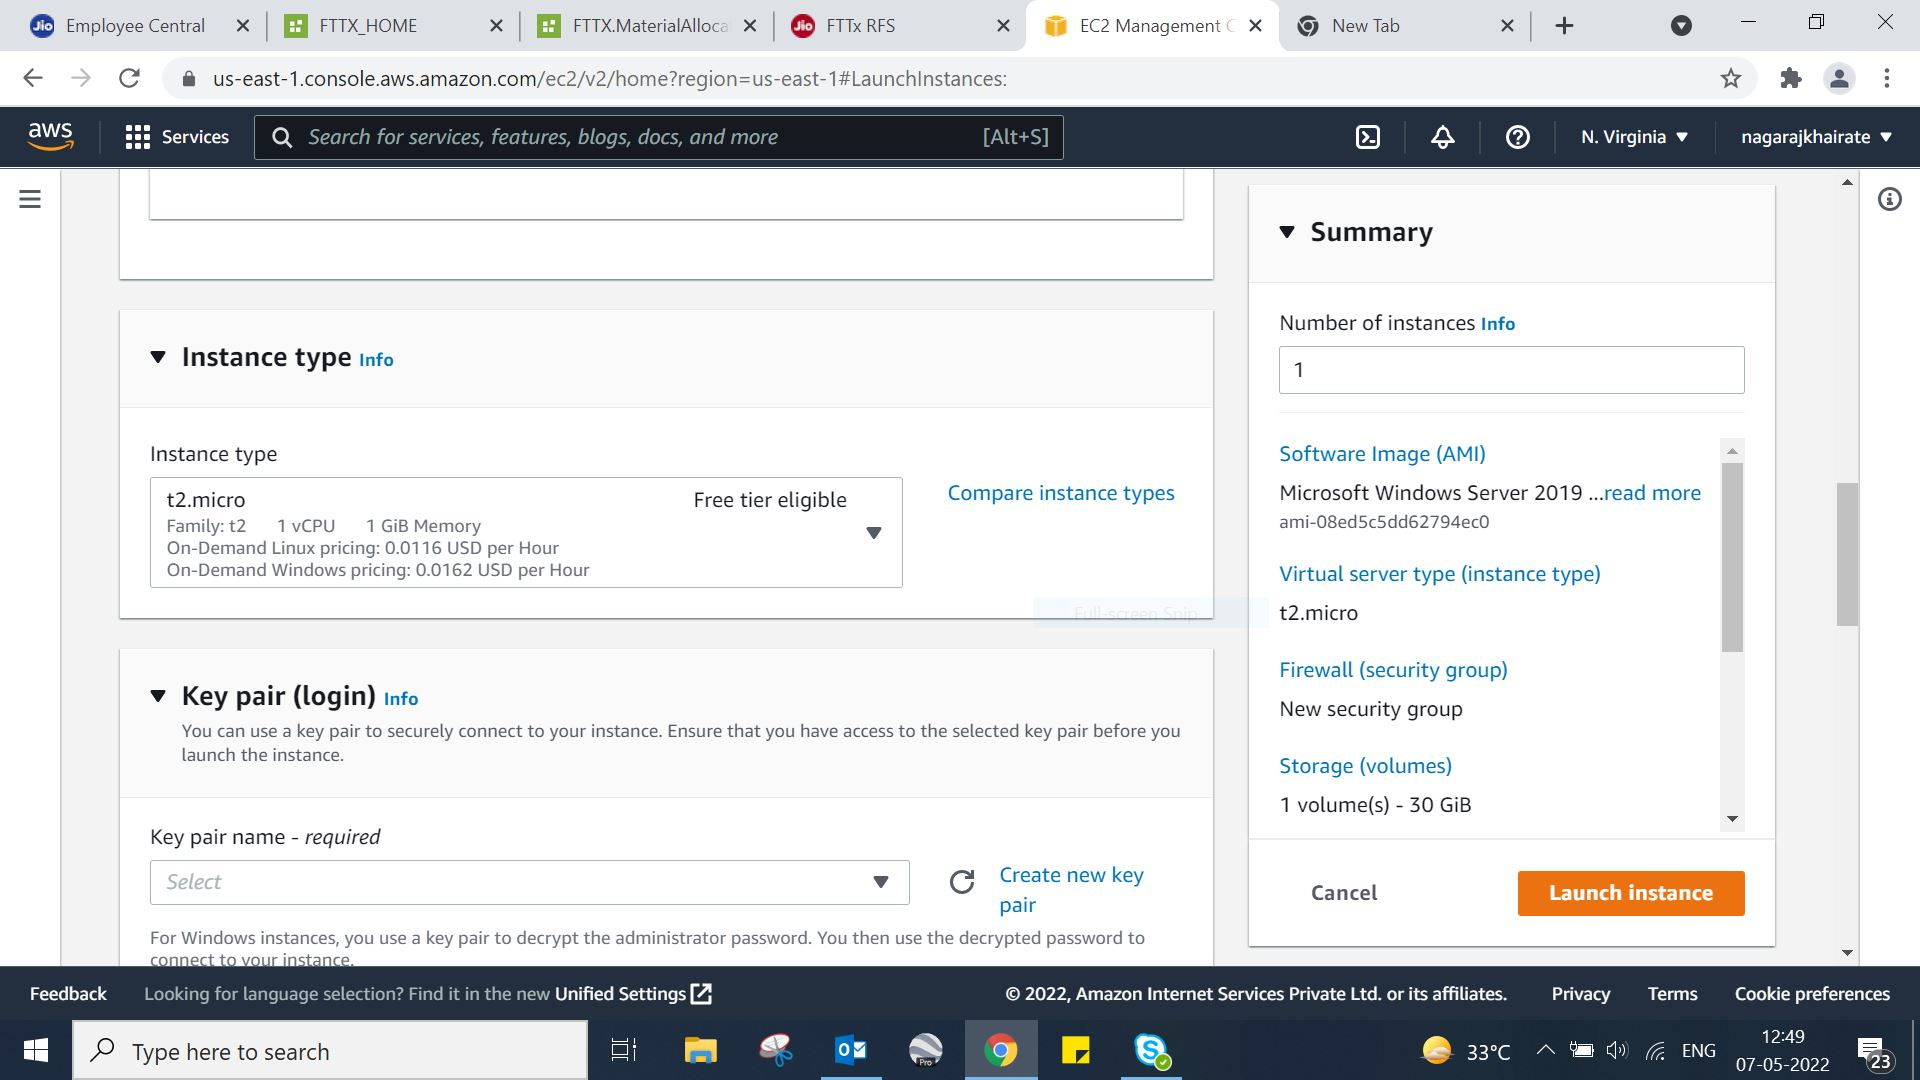 Jio Employee Central
FTTX_HOME
FTTX.MaterialAlloca
Jio FTTx RFS
EC2 Management C
New Tab
us-east-1.console.aws.amazon.com/ec2/v2/home?region=us-east-1#LaunchInstances:
aws
Services
Search for services, features, blogs, docs, and more [Alt+S]
N. Virginia
nagarajkhairate
Instance type Info
Instance type
t2.micro Free tier eligible
Family: t2 1 vCPU 1 GiB Memory
On-Demand Linux pricing: 0.0116 USD per Hour
On-Demand Windows pricing: 0.0162 USD per Hour
Compare instance types
Full-screen Snip
Key pair (login) Info
You can use a key pair to securely connect to your instance. Ensure that you have access to the selected key pair before you
launch the instance.
Key pair name - required
Select
Create new key
pair
For Windows instances, you use a key pair to decrypt the administrator password. You then use the decrypted password to
connect to your instance.
Summary
Number of instances Info
1
Software Image (AMI)
Microsoft Windows Server 2019 ...read more
ami-08ed5c5dd62794ec0
Virtual server type (instance type)
t2.micro
Firewall (security group)
New security group
Storage (volumes)
1 volume(s) - 30 GiB
Cancel
Launch instance
Feedback
Looking for language selection? Find it in the new Unified Settings
© 2022, Amazon Internet Services Private Ltd. or its affiliates.
Privacy
Terms
Cookie preferences
Type here to search
Pro
33°C
ENG
12:49
07-05-2022
23